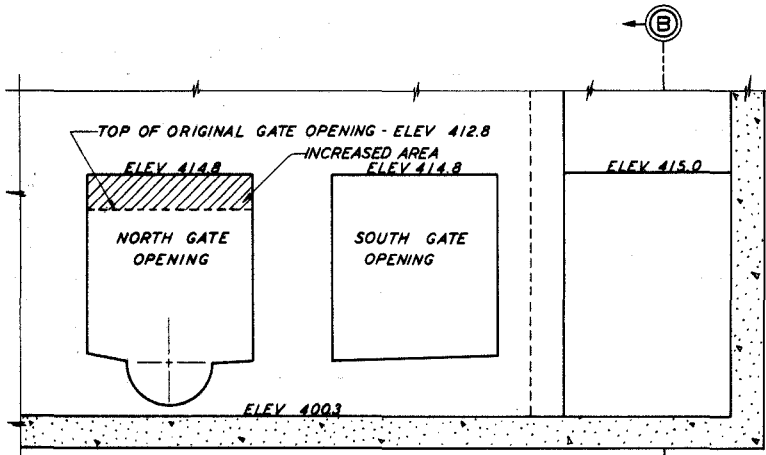 B
TOP OF ORIGINAL GATE OPENING - ELEV 412.8
INCREASED AREA
ELEV 414.8
ELEV 414.8
ELEV 415.0
NORTH GATE
OPENING
SOUTH GATE
OPENING
ELEV 400.3